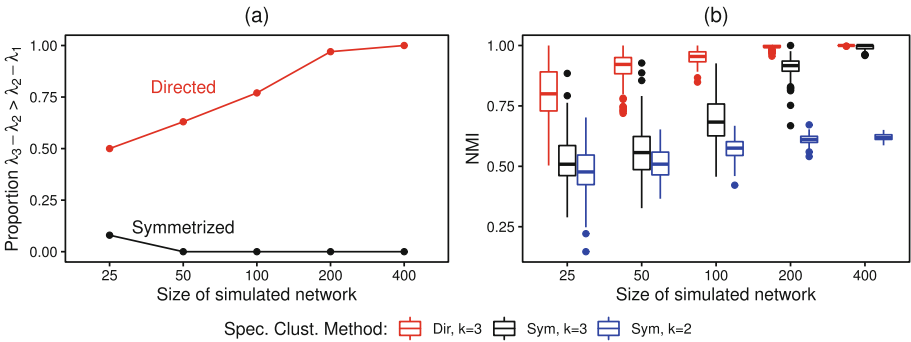 (a)
(b)
Proportion λ3 − λ2 > λ2 − λ1
1.00
0.75
0.50
0.25
0.00
Directed
Symmetrized
25 50 100 200 400
Size of simulated network
NMI
1.00
0.75
0.50
0.25
25 50 100 200 400
Size of simulated network
Spec. Clust. Method: Dir, k=3 Sym, k=3 Sym, k=2